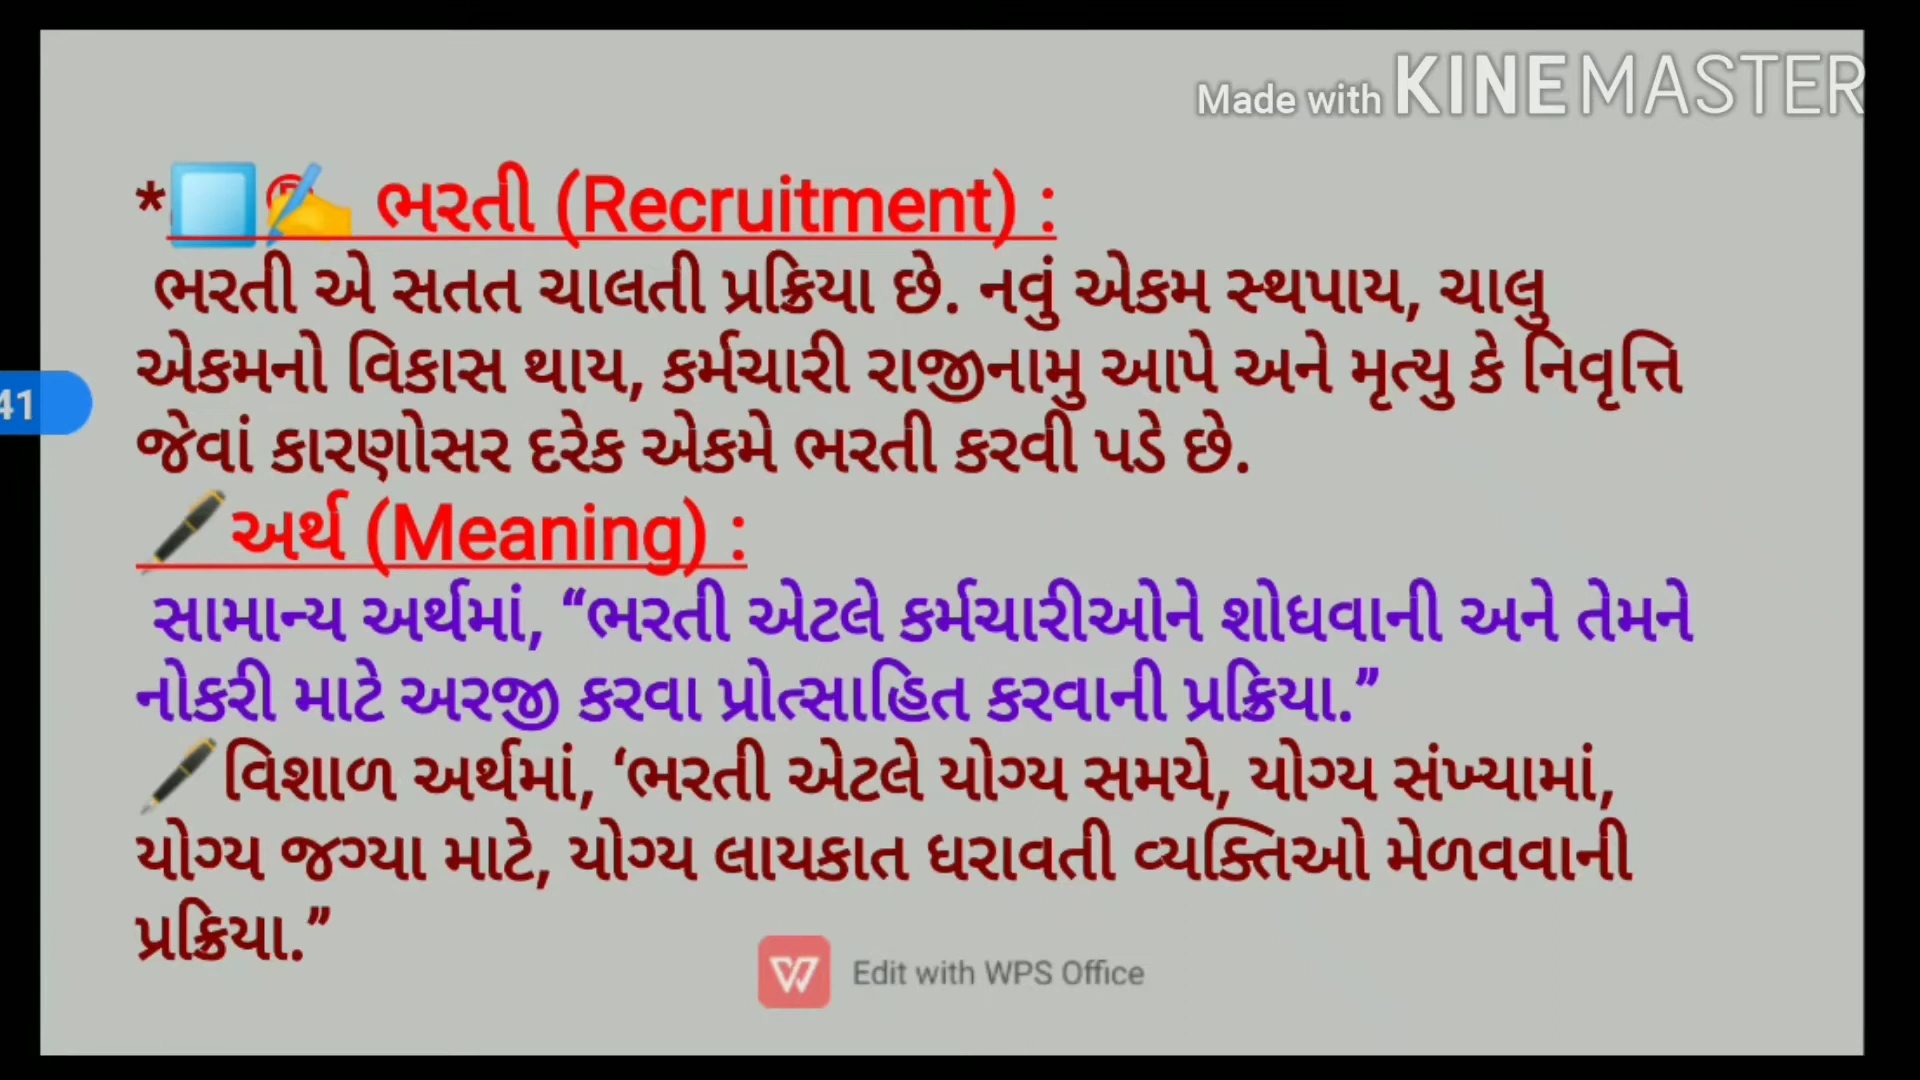 Made with KINEMASTER
* ભરતી (Recruitment) :
ભરતી એ સતત ચાલતી પ્રક્રિયા છે. નવું એકમ સ્થપાય, ચાલુ
એકમનો વિકાસ થાય, કર્મચારી રાજીનામુ આપે અને મૃત્યુ કે નિવૃત્તિ
41
જેવાં કારણોસર દરેક એકમે ભરતી કરવી પડે છે.
અર્થ (Meaning) :
સામાન્ય અર્થમાં, “ભરતી એટલે કર્મચારીઓને શોધવાની અને તેમને
નોકરી માટે અરજી કરવા પ્રોત્સાહિત કરવાની પ્રક્રિયા.”
વિશાળ અર્થમાં, ‘ભરતી એટલે યોગ્ય સમયે, યોગ્ય સંખ્યામાં,
યોગ્ય જગ્યા માટે, યોગ્ય લાયકાત ધરાવતી વ્યક્તિઓ મેળવવાની
પ્રક્રિયા.”
Edit with WPS Office